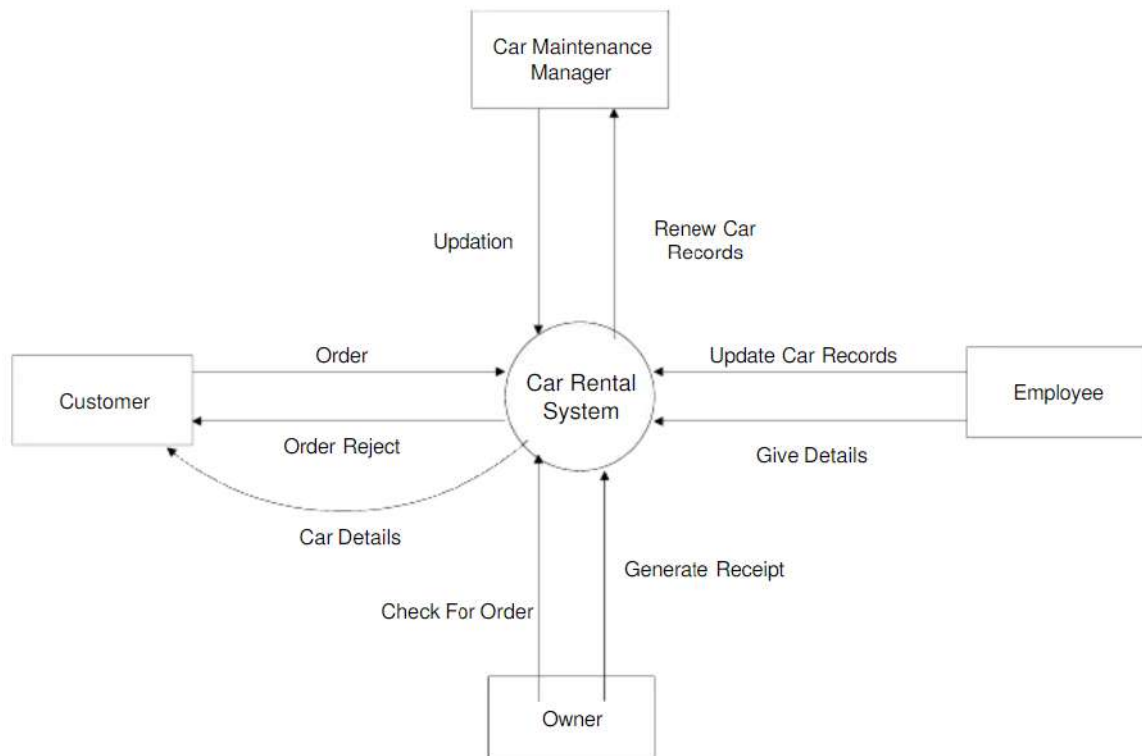 Car Maintenance
Manager
Updation
Renew Car
Records
Order
Update Car Records
Customer
Car Rental
System
Employee
Order Reject
Give Details
Car Details
Generate Receipt
Check For Order
Owner